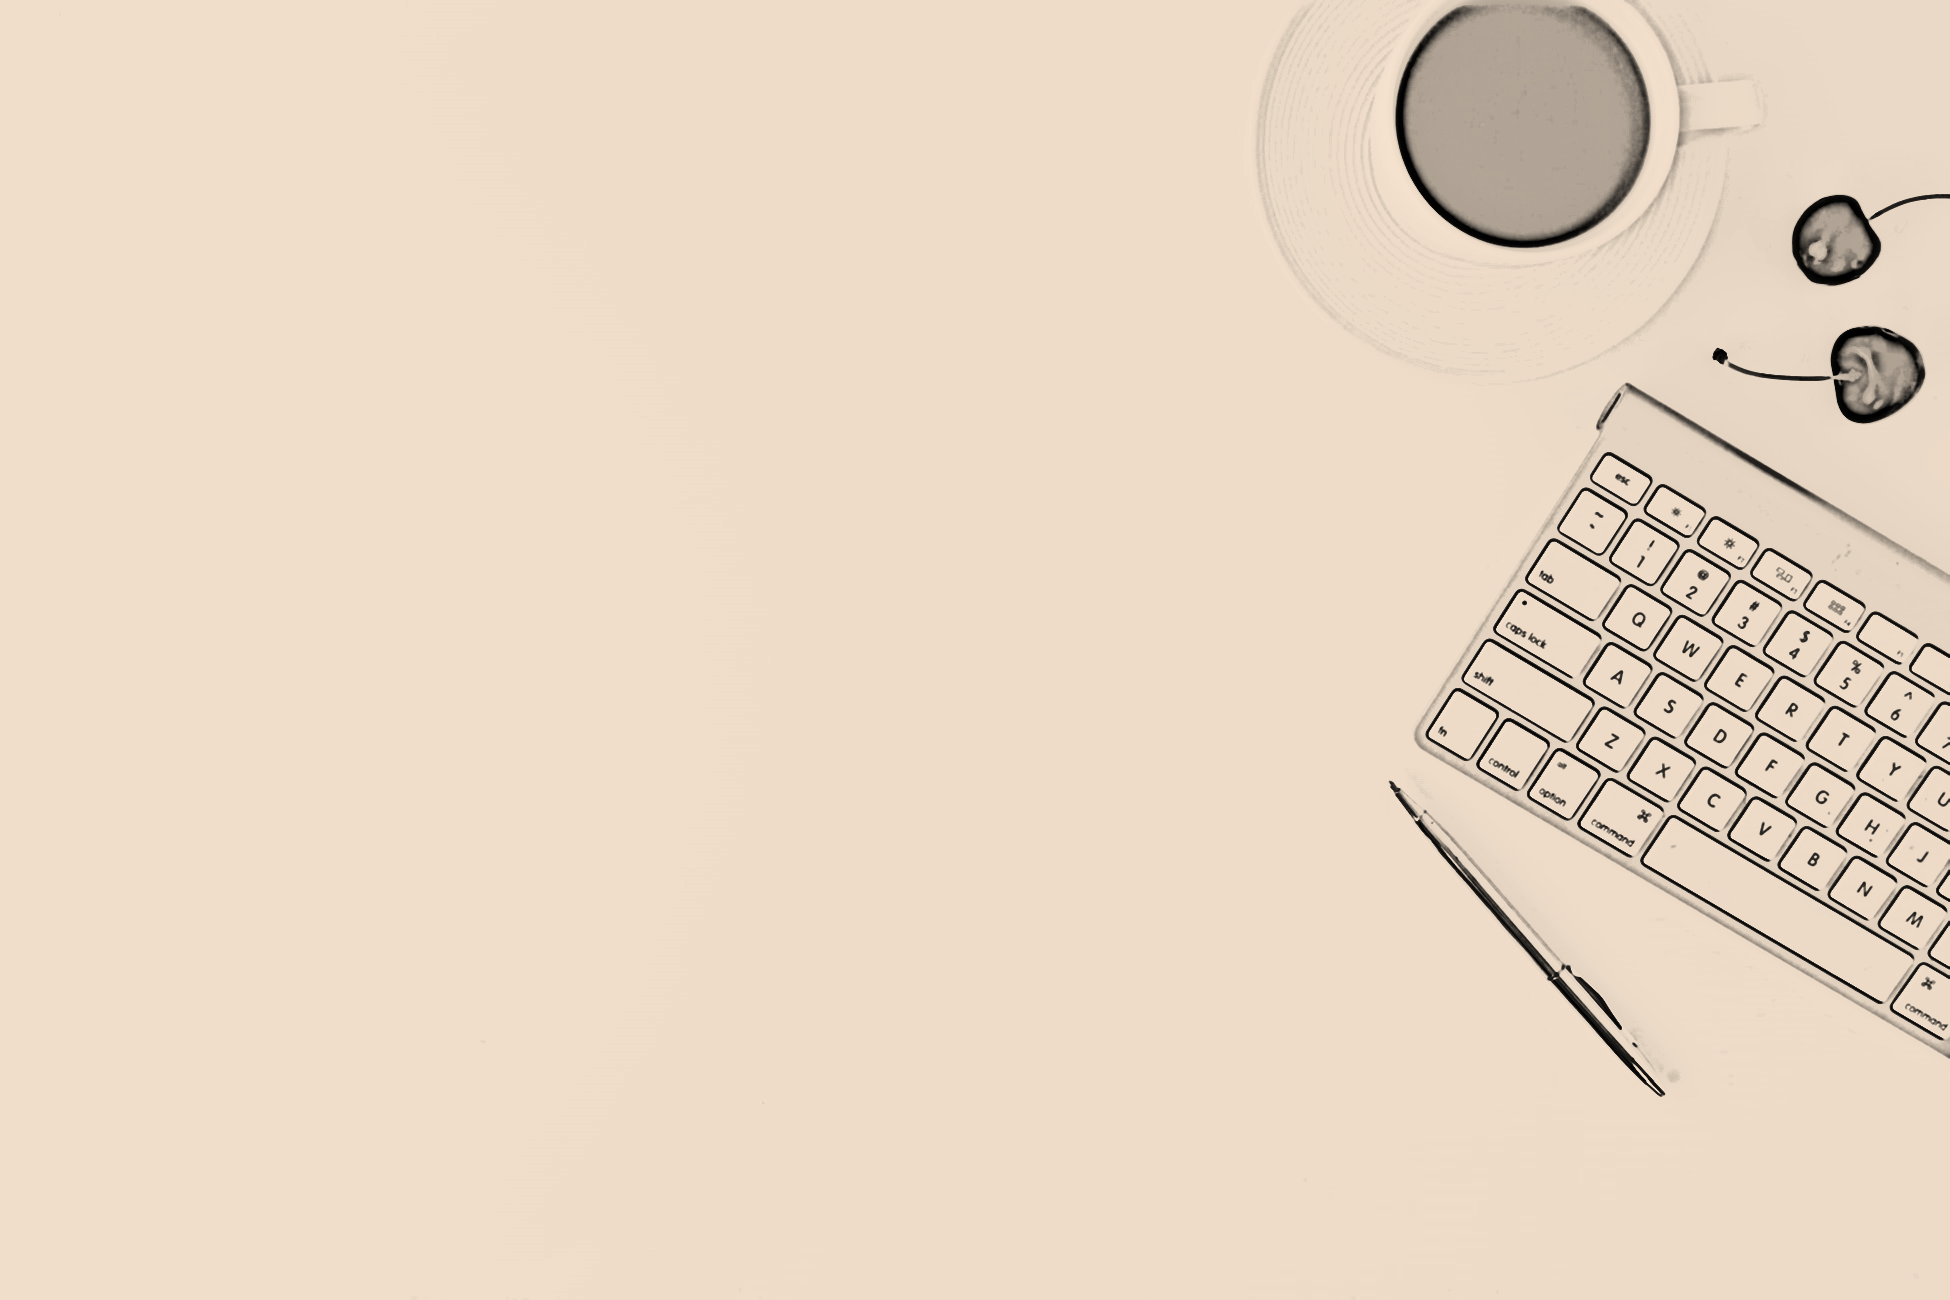 esc
~ ! 1 @ 2 # 3 $ 4 % 5 ^ 6
tab Q W E R T Y U
caps lock A S D F G H J
shift Z X C V B N M
fn control alt option ⌘ command ⌘ command